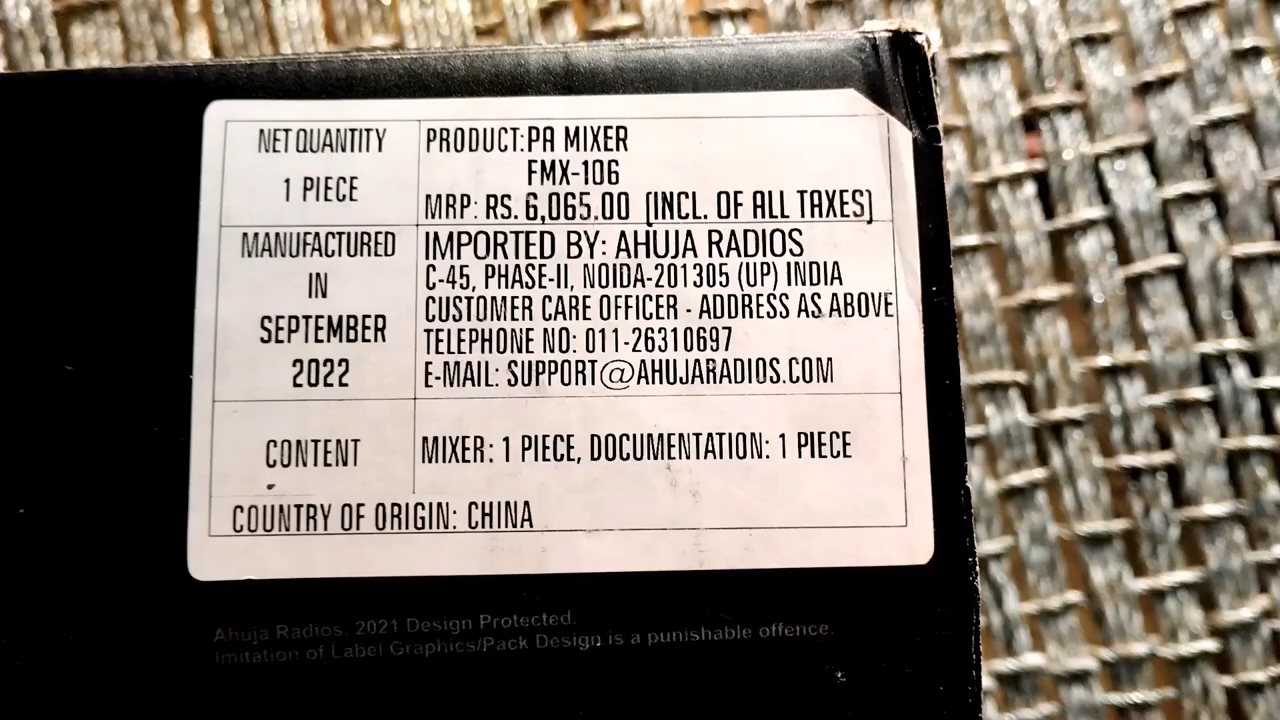 NET QUANTITY
1 PIECE
PRODUCT:PA MIXER
FMX-106
MRP: RS. 6,065.00 (INCL. OF ALL TAXES)
MANUFACTURED
IN
SEPTEMBER
2022
IMPORTED BY: AHUJA RADIOS
C-45, PHASE-II, NOIDA-201305 (UP) INDIA
CUSTOMER CARE OFFICER - ADDRESS AS ABOVE
TELEPHONE NO: 011-26310697
E-MAIL: SUPPORT@AHUJARADIOS.COM
CONTENT
MIXER: 1 PIECE, DOCUMENTATION: 1 PIECE
COUNTRY OF ORIGIN: CHINA
Ahuja Radios. 2021 Design Protected.
Imitation of Label Graphics/Pack Design is a punishable offence.